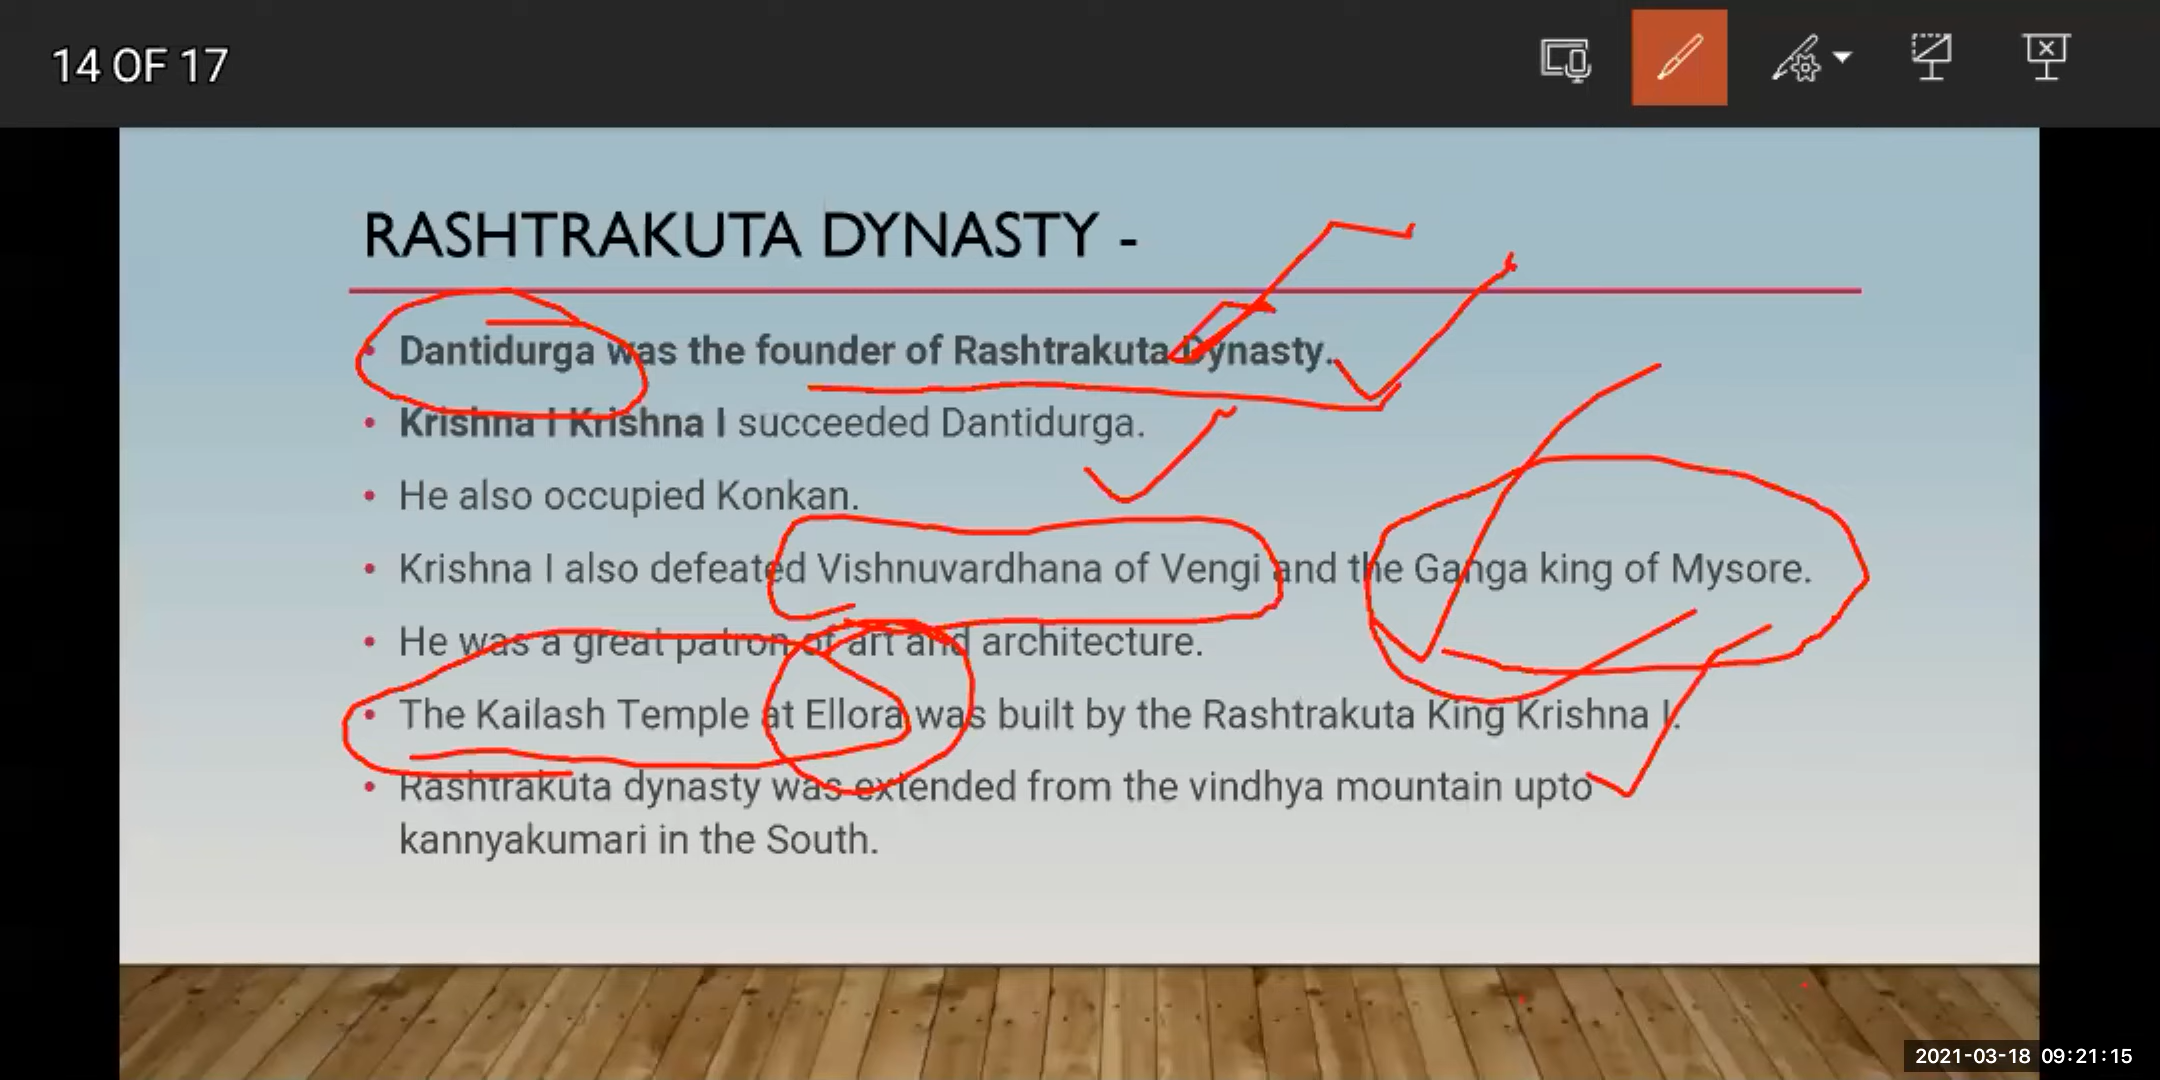 14 OF 17
RASHTRAKUTA DYNASTY -
• Dantidurga was the founder of Rashtrakuta Dynasty.
• Krishna I Krishna I succeeded Dantidurga.
• He also occupied Konkan.
• Krishna I also defeated Vishnuvardhana of Vengi and the Ganga king of Mysore.
• He was a great patron of art and architecture.
• The Kailash Temple at Ellora was built by the Rashtrakuta King Krishna I.
• Rashtrakuta dynasty was extended from the vindhya mountain upto
kannyakumari in the South.
2021-03-18 09:21:15